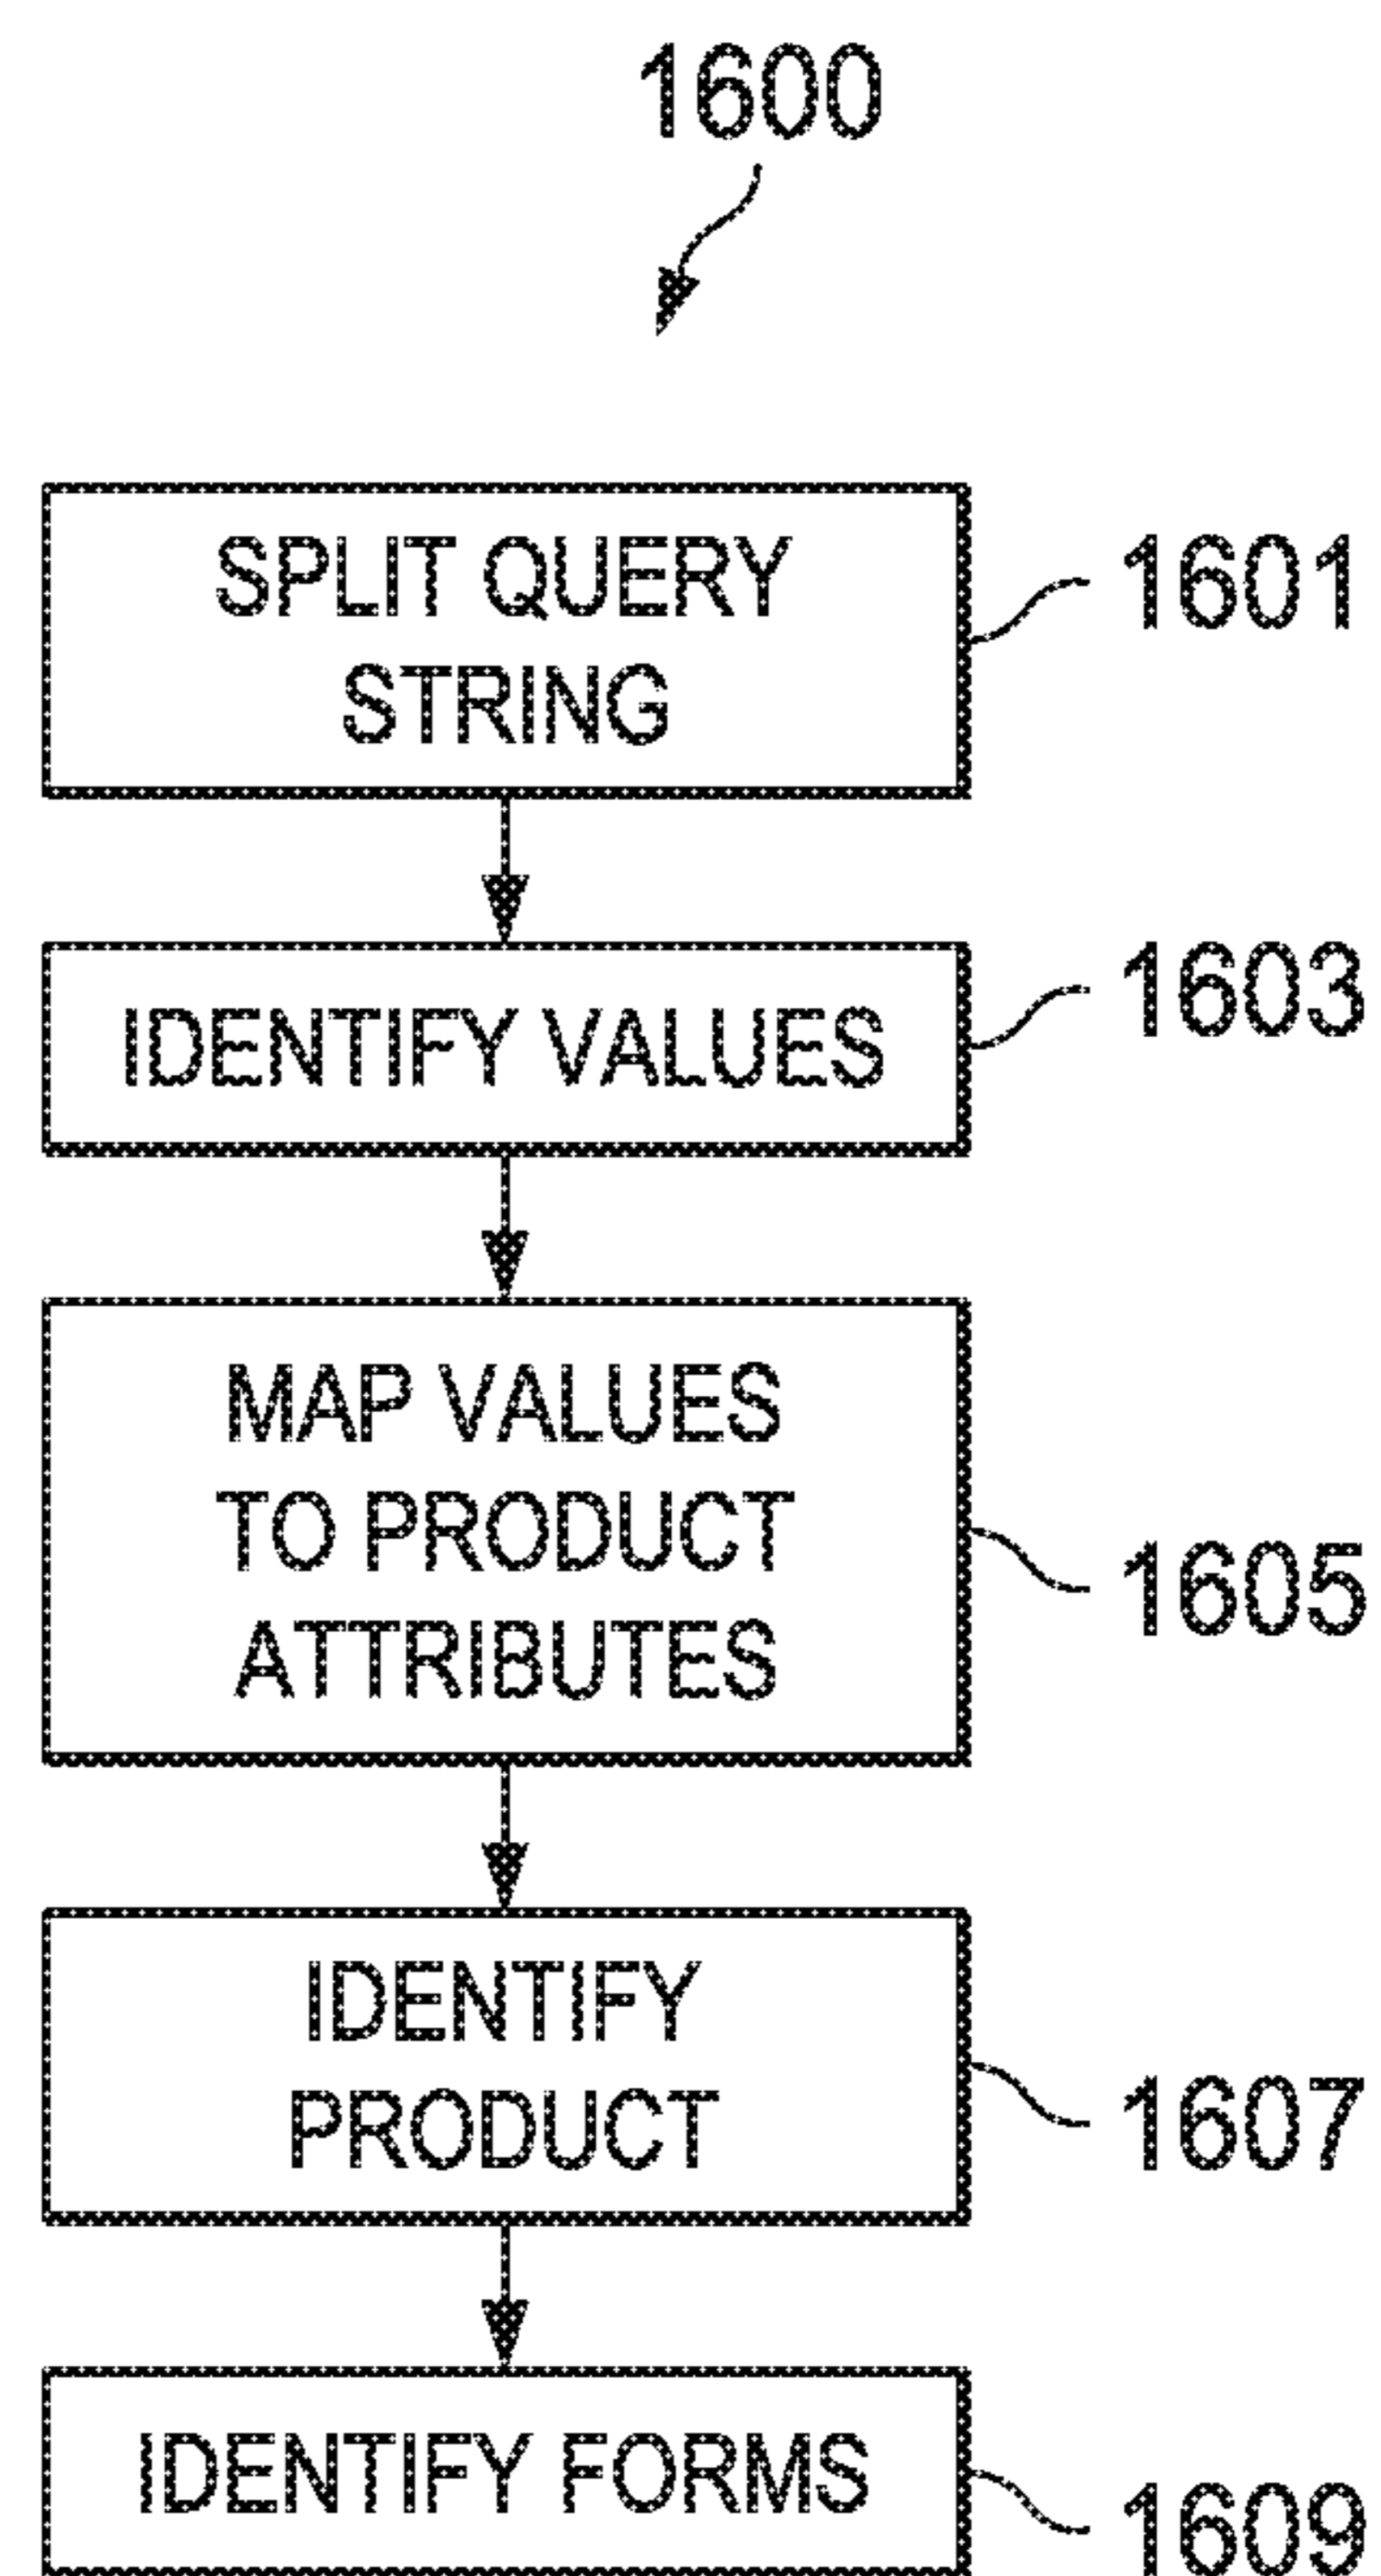 1600
SPLIT QUERY
STRING
1601
IDENTIFY VALUES
1603
MAP VALUES
TO PRODUCT
ATTRIBUTES
1605
IDENTIFY
PRODUCT
1607
IDENTIFY FORMS
1609